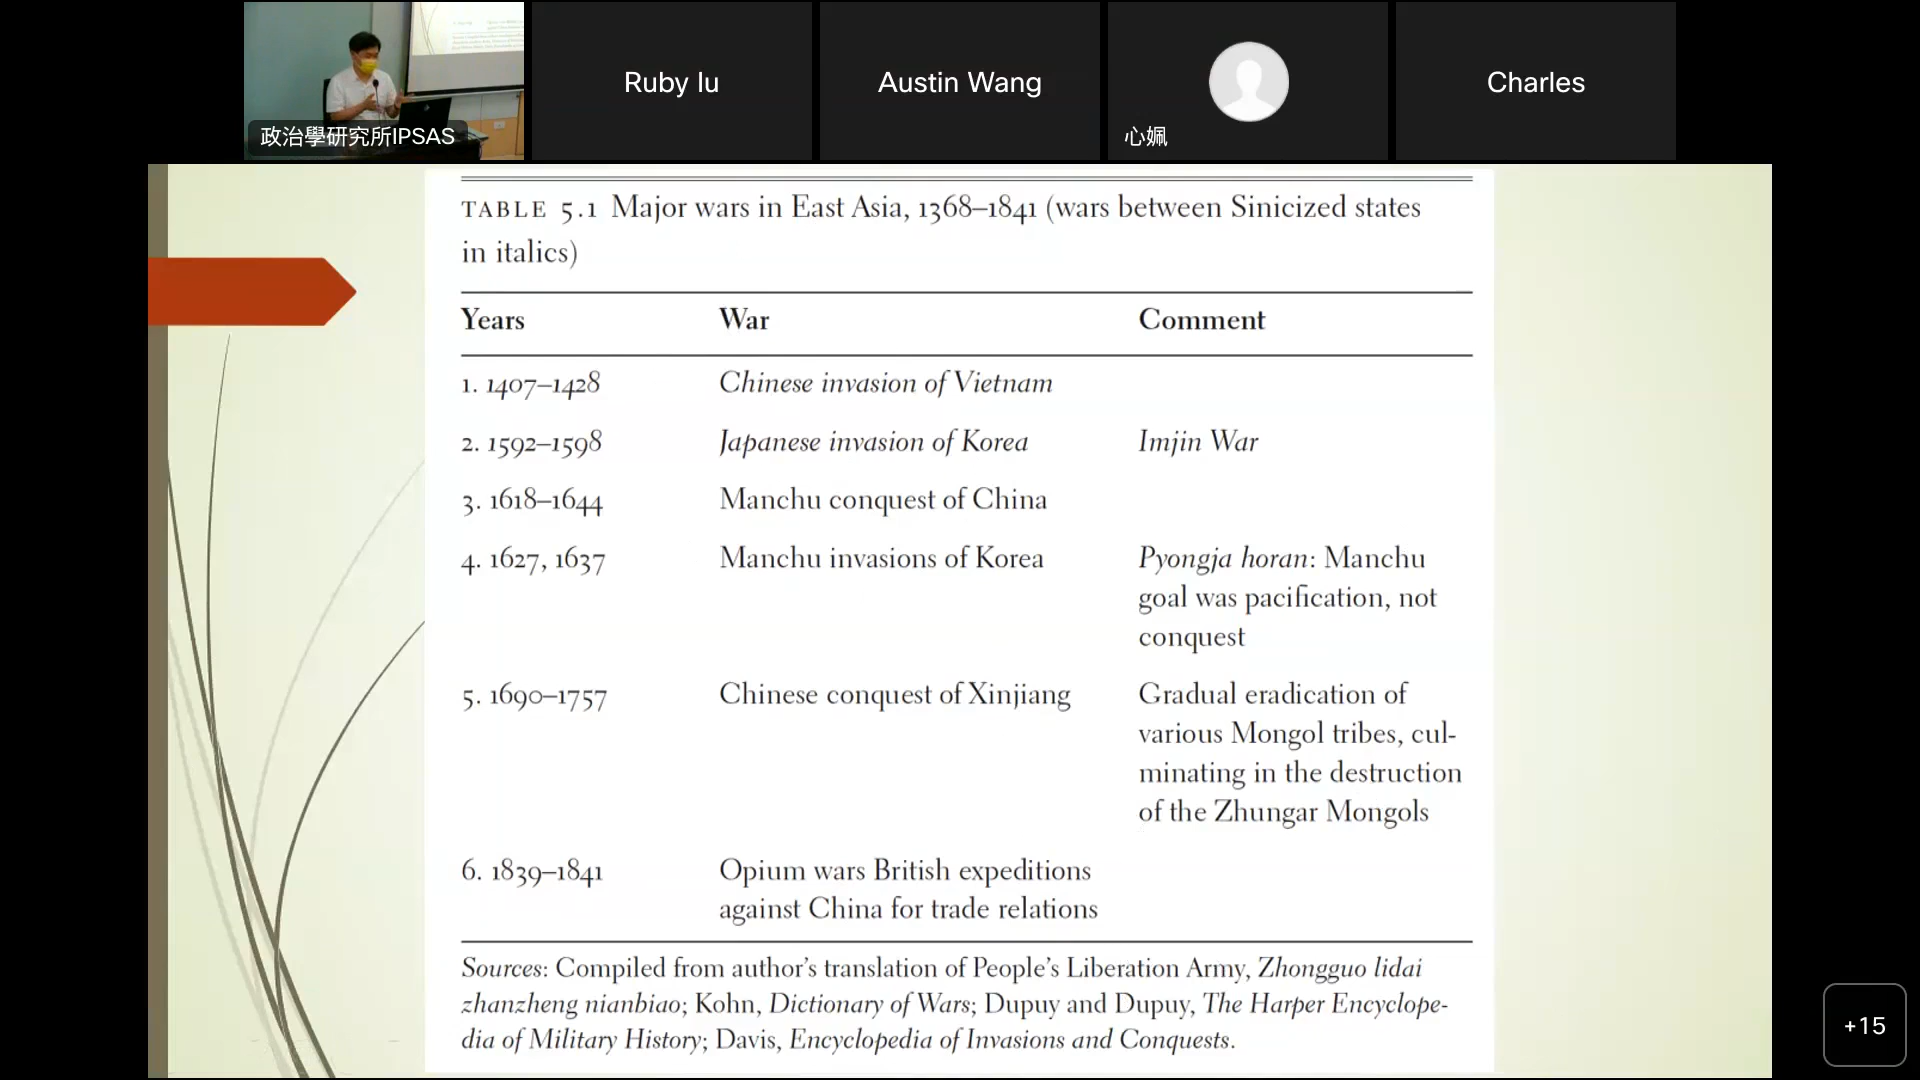 政治學研究所IPSAS
Ruby lu
Austin Wang
心姵
Charles
TABLE 5.1 Major wars in East Asia, 1368–1841 (wars between Sinicized states
in italics)
Years War Comment
1. 1407–1428 Chinese invasion of Vietnam
2. 1592–1598 Japanese invasion of Korea Imjin War
3. 1618–1644 Manchu conquest of China
4. 1627, 1637 Manchu invasions of Korea Pyongja horan: Manchu
goal was pacification, not
conquest
5. 1690–1757 Chinese conquest of Xinjiang Gradual eradication of
various Mongol tribes, cul-
minating in the destruction
of the Zhungar Mongols
6. 1839–1841 Opium wars British expeditions
against China for trade relations
Sources: Compiled from author’s translation of People’s Liberation Army, Zhongguo lidai
zhanzheng nianbiao; Kohn, Dictionary of Wars; Dupuy and Dupuy, The Harper Encyclope-
dia of Military History; Davis, Encyclopedia of Invasions and Conquests.
+15